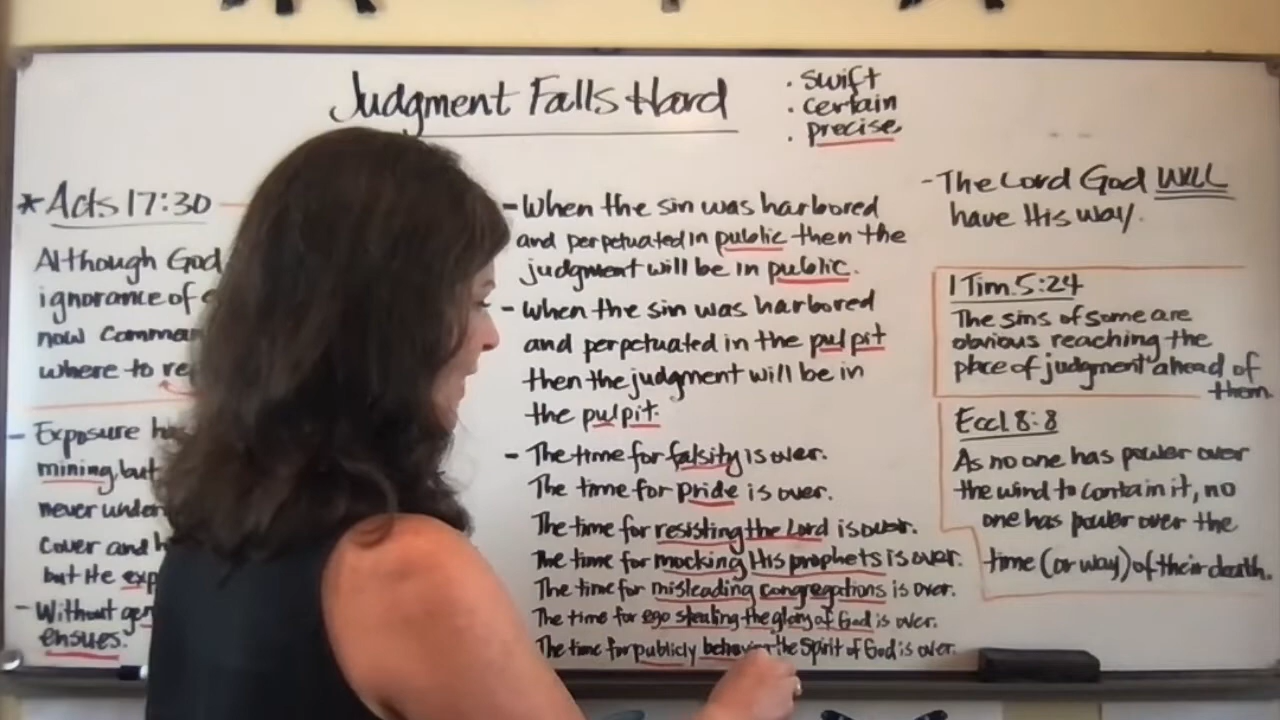 Judgment Falls Hard
. swift
. certain
. precise
* Acts 17:30
Although God
ignorance of
now
where to
- Exposure
mining, but
never
cover and
but He
- Without
ensues.
- When the sin was harbored
and perpetuated in public then the
judgment will be in public.
- When the sin was harbored
and perpetuated in the pulpit
then the judgment will be in
the pulpit.
- The time for falsity is over.
The time for pride is over.
The time for resisting the Lord is over.
The time for mocking His prophets is over.
The time for misleading congregations is over.
The time for ego stealing the glory of God is over.
The time for publicly the Spirit of God is over.
- The Lord God WILL
have His way.
1 Tim. 5:24
The sins of some are
obvious reaching the
place of judgment ahead of
them.
Eccl. 8:8
As no one has power over
the wind to contain it, no
one has power over the
time (or way) of their death.